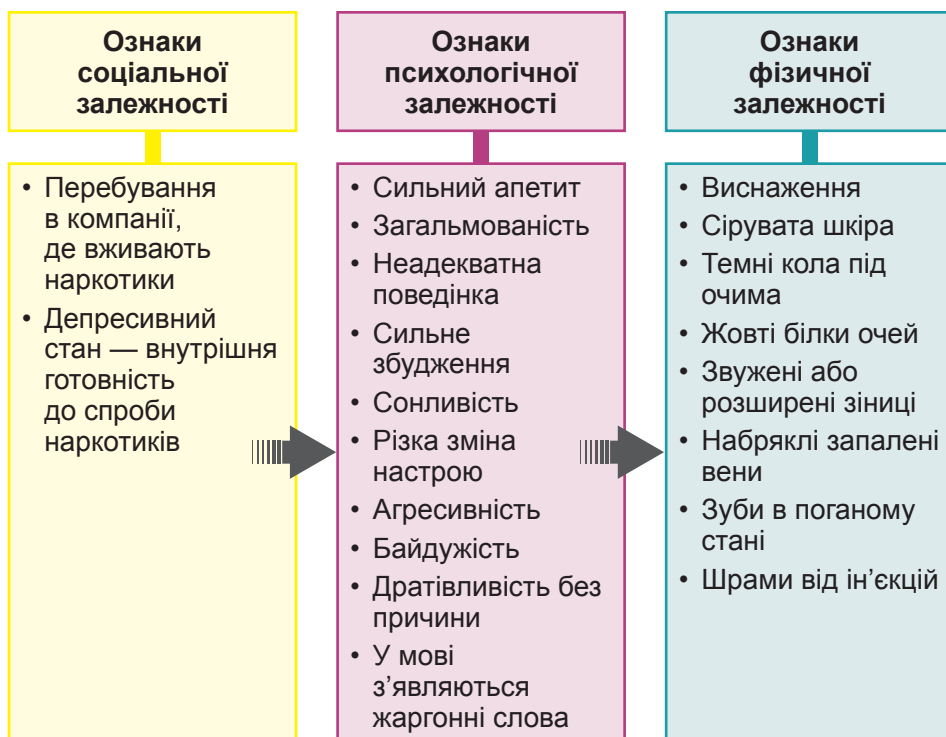 Ознаки
соціальної
залежності
• Перебування
в компанії,
де вживають
наркотики
• Депресивний
стан — внутрішня
готовність
до спроби
наркотиків
Ознаки
психологічної
залежності
• Сильний апетит
• Загальмованість
• Неадекватна
поведінка
• Сильне
збудження
• Сонливість
• Різка зміна
настрою
• Агресивність
• Байдужість
• Дратівливість без
причини
• У мові
з’являються
жаргонні слова
Ознаки
фізичної
залежності
• Виснаження
• Сірувата шкіра
• Темні кола під
очима
• Жовті білки очей
• Звужені або
розширені зіниці
• Набряклі запалені
вени
• Зуби в поганому
стані
• Шрами від ін’єкцій